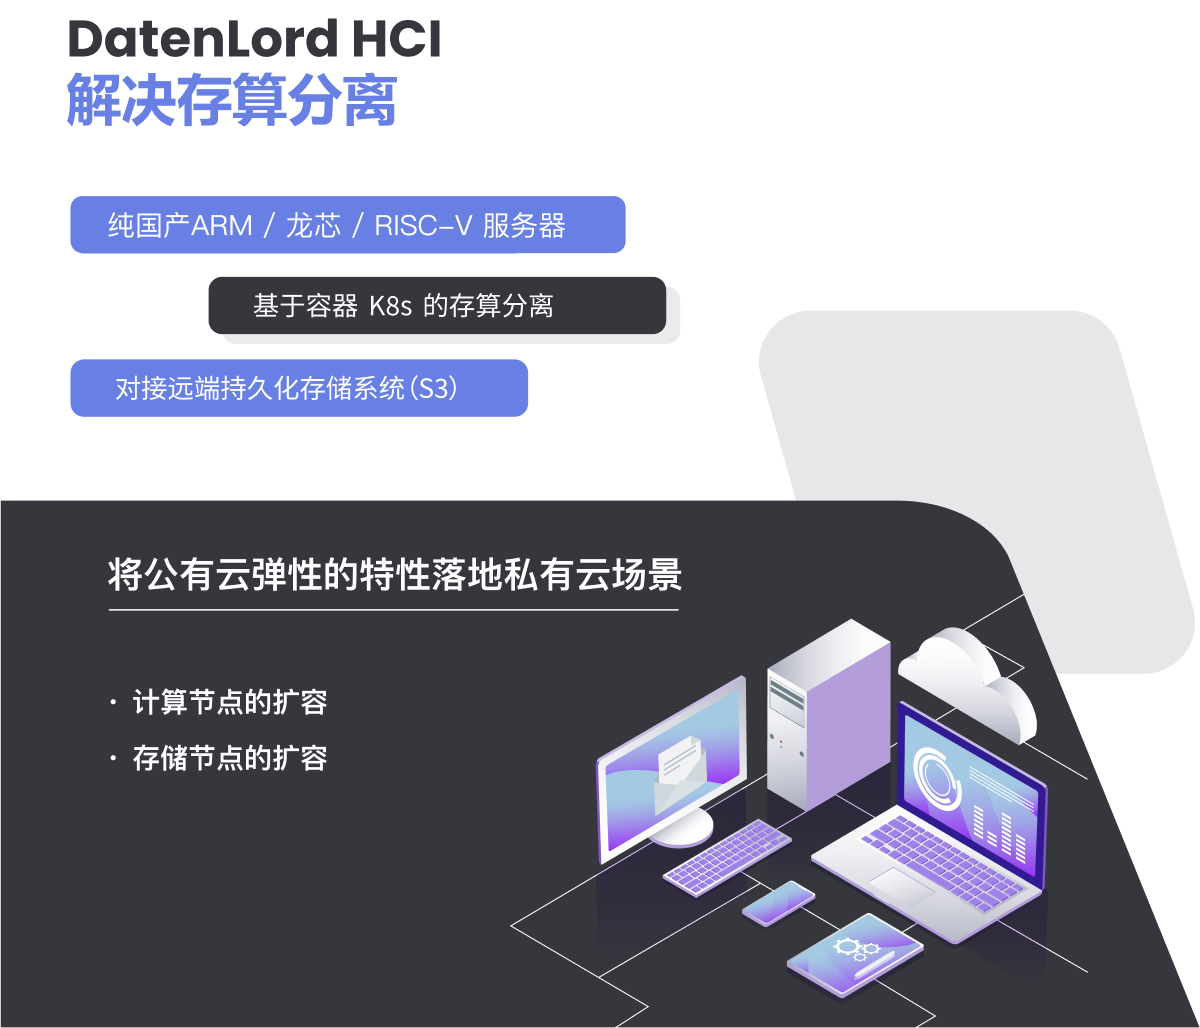 DatenLord HCI
解决存算分离
纯国产ARM / 龙芯 / RISC-V 服务器
基于容器 K8s 的存算分离
对接远端持久化存储系统(S3)
将公有云弹性的特性落地私有云场景
· 计算节点的扩容
· 存储节点的扩容